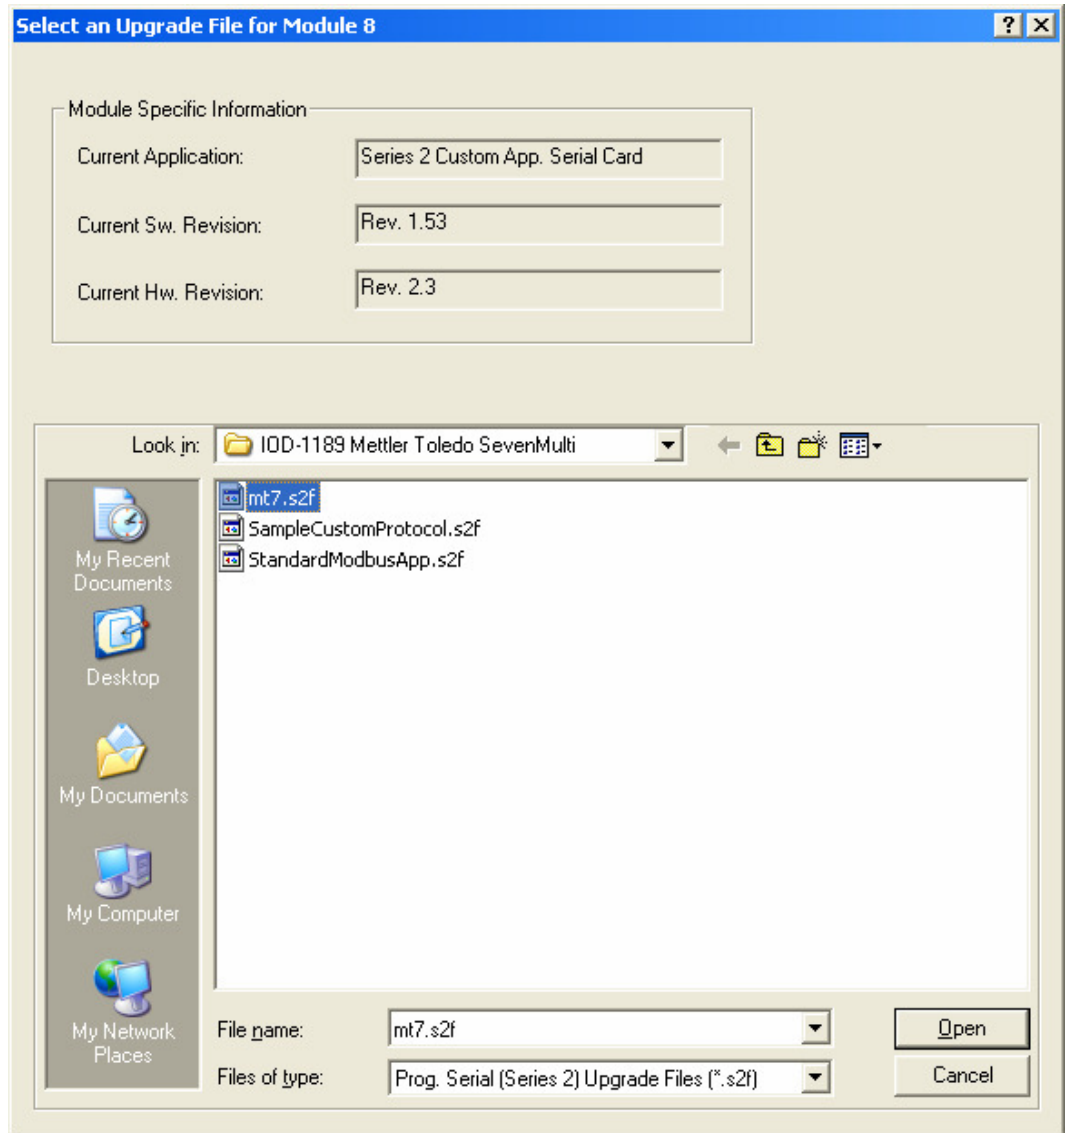 Select an Upgrade File for Module 8
Module Specific Information
Current Application: Series 2 Custom App. Serial Card
Current Sw. Revision: Rev. 1.53
Current Hw. Revision: Rev. 2.3
Look in: IOD-1189 Mettler Toledo SevenMulti
mt7.s2f
SampleCustomProtocol.s2f
StandardModbusApp.s2f
My Recent
Documents
Desktop
My Documents
My Computer
My Network
Places
File name: mt7.s2f Open
Files of type: Prog. Serial (Series 2) Upgrade Files (*.s2f) Cancel